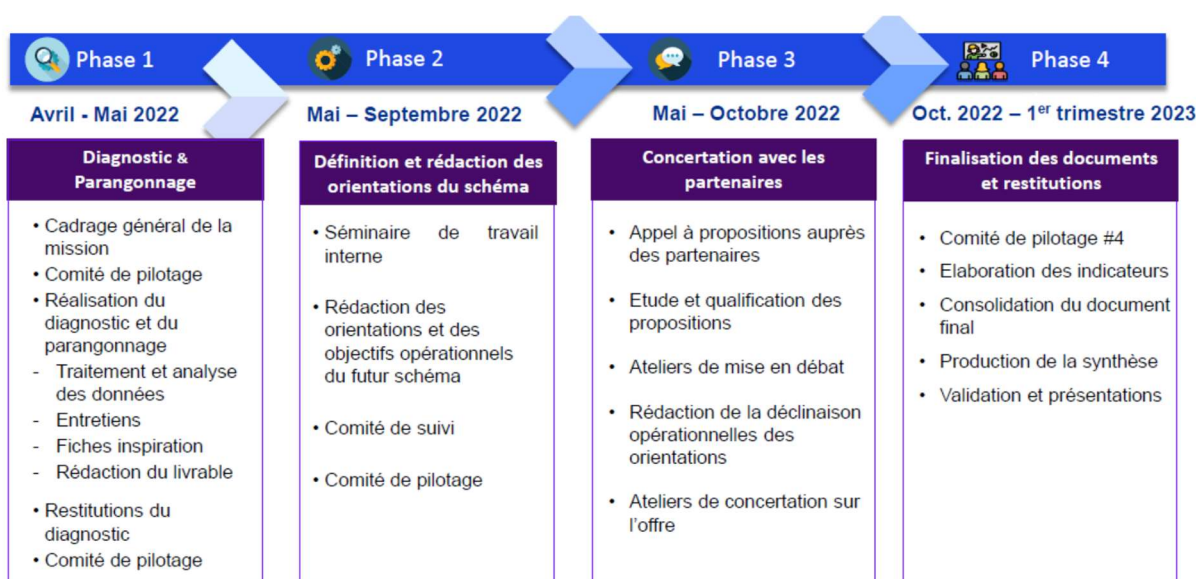 Phase 1
Avril - Mai 2022
Diagnostic &
Parangonnage
• Cadrage général de la
mission
• Comité de pilotage
• Réalisation du
diagnostic et du
parangonnage
- Traitement et analyse
des données
- Entretiens
- Fiches inspiration
- Rédaction du livrable
• Restitutions du
diagnostic
• Comité de pilotage
Phase 2
Mai – Septembre 2022
Définition et rédaction des
orientations du schéma
• Séminaire de travail
interne
• Rédaction des
orientations et des
objectifs opérationnels
du futur schéma
• Comité de suivi
• Comité de pilotage
Phase 3
Mai – Octobre 2022
Concertation avec les
partenaires
• Appel à propositions auprès
des partenaires
• Etude et qualification des
propositions
• Ateliers de mise en débat
• Rédaction de la déclinaison
opérationnelles des
orientations
• Ateliers de concertation sur
l'offre
Phase 4
Oct. 2022 – 1er trimestre 2023
Finalisation des documents
et restitutions
• Comité de pilotage #4
• Elaboration des indicateurs
• Consolidation du document
final
• Production de la synthèse
• Validation et présentations